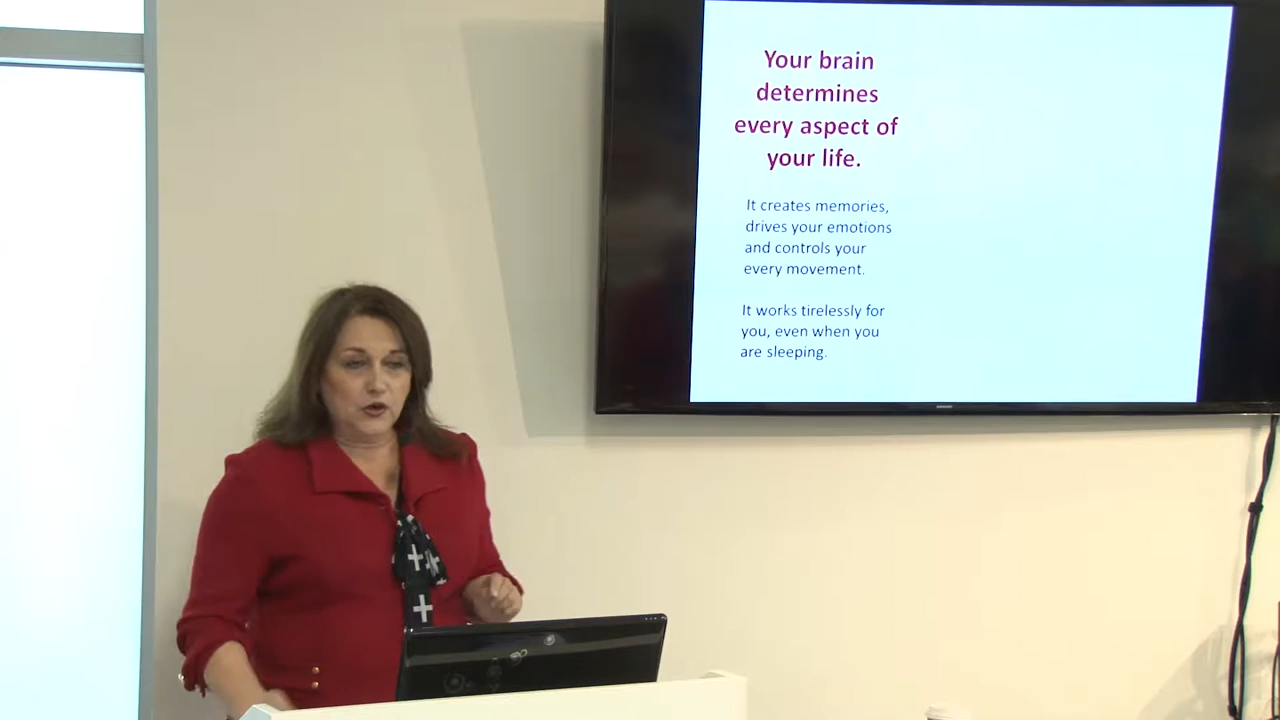 Your brain
determines
every aspect of
your life.
It creates memories,
drives your emotions
and controls your
every movement.
It works tirelessly for
you, even when you
are sleeping.